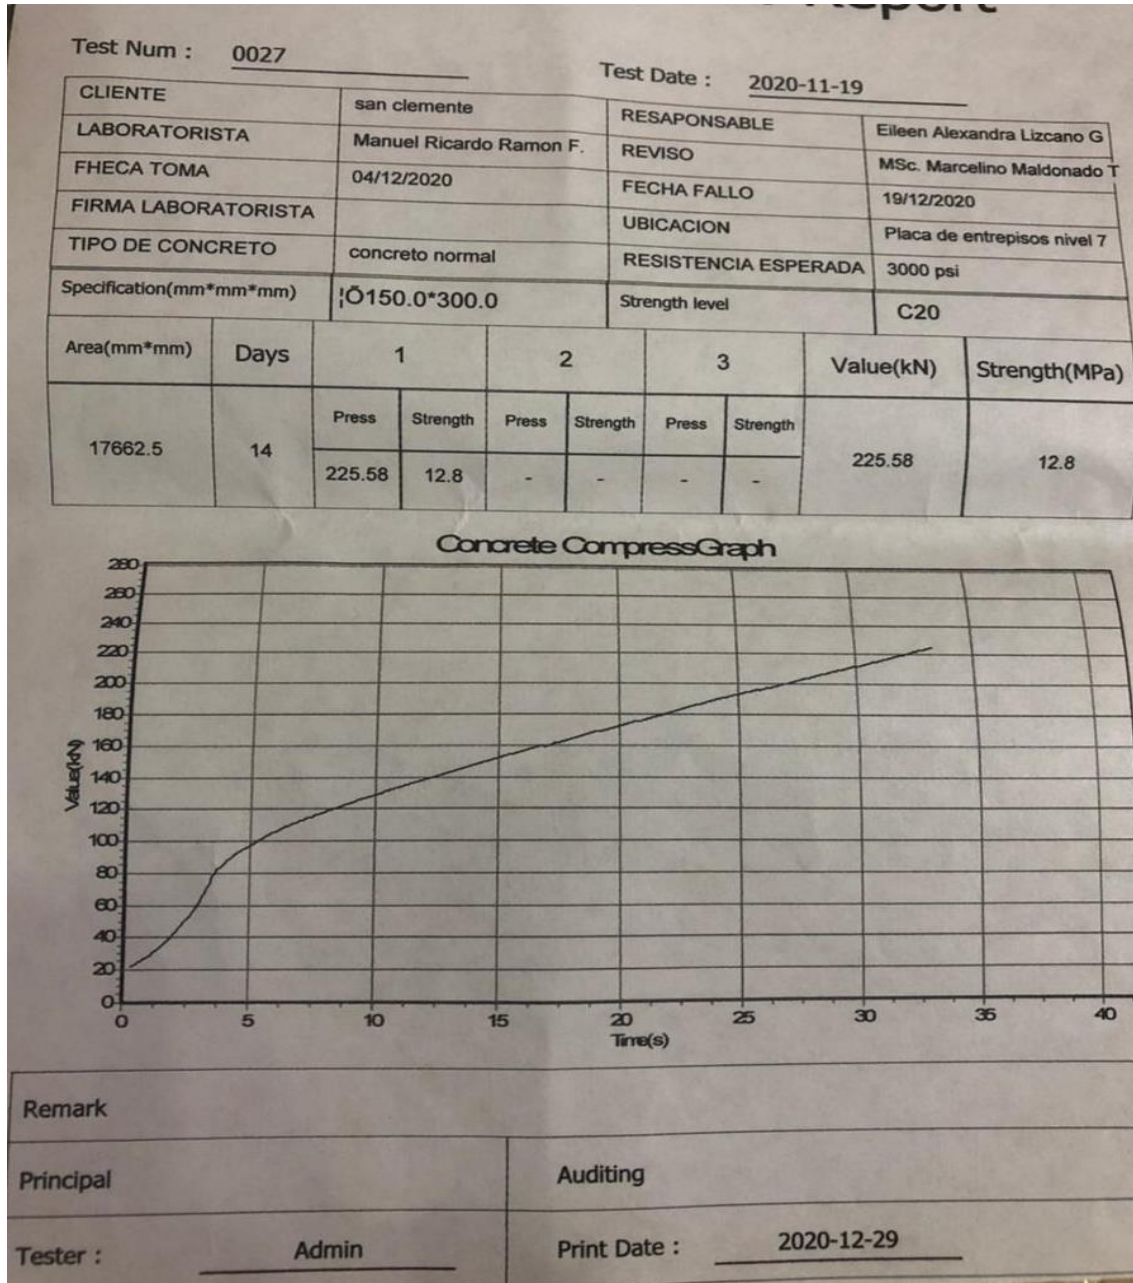 Report
Test Num : 0027
Test Date : 2020-11-19
CLIENTE san clemente RESAPONSABLE Eileen Alexandra Lizcano G
LABORATORISTA Manuel Ricardo Ramon F. REVISO MSc. Marcelino Maldonado T
FHECA TOMA 04/12/2020 FECHA FALLO 19/12/2020
FIRMA LABORATORISTA UBICACION Placa de entrepisos nivel 7
TIPO DE CONCRETO concreto normal RESISTENCIA ESPERADA 3000 psi
Specification(mm*mm*mm) ¦Õ150.0*300.0 Strength level C20
Area(mm*mm) Days 1 2 3 Value(kN) Strength(MPa)
Press Strength Press Strength Press Strength
17662.5 14 225.58 12.8 - - - - 225.58 12.8
Concrete CompressGraph
280
260
240
220
200
180
160
140
120
100
80
60
40
20
0
Value(kN)
0 5 10 15 20 25 30 35 40
Time(s)
Remark
Principal Auditing
Tester : Admin Print Date : 2020-12-29